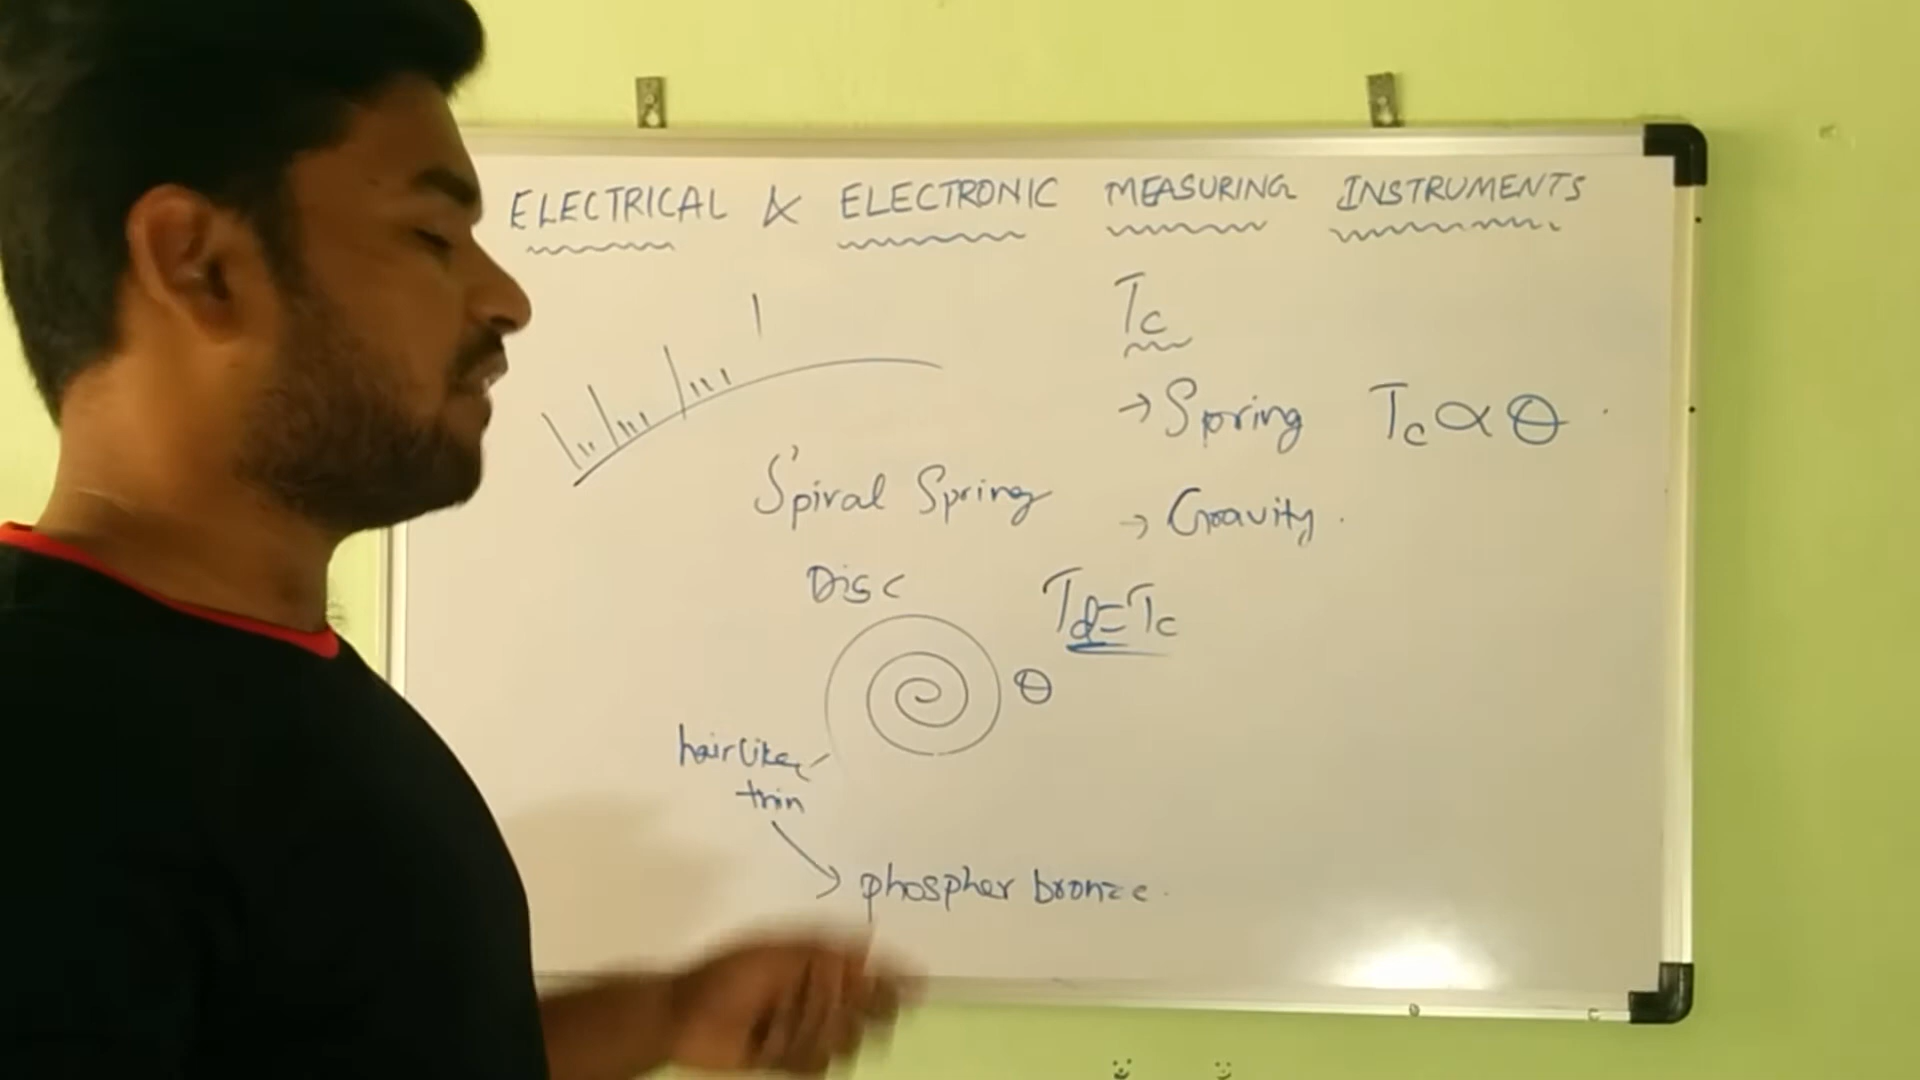 ELECTRICAL & ELECTRONIC MEASURING INSTRUMENTS
Tc
→ Spring Tc ∝ θ
Spiral Spring
→ Gravity.
Disc
Td=Tc
θ
hair like
thin
phospher bronze.